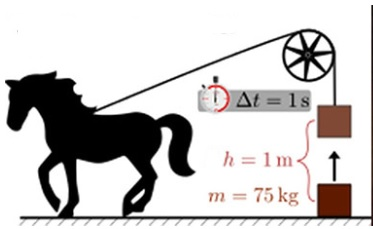 Δt = 1 s
h = 1 m
m = 75 kg